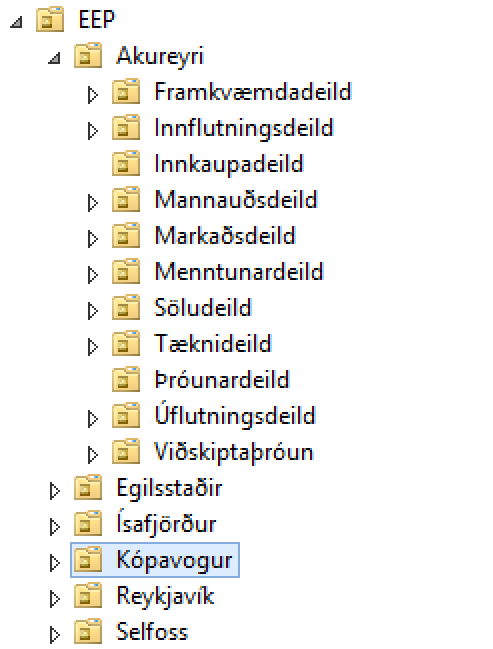 EEP
Akureyri
Framkvæmdadeild
Innflutningsdeild
Innkaupadeild
Mannauðsdeild
Markaðsdeild
Menntunardeild
Söludeild
Tæknideild
Þróunardeild
Úflutningsdeild
Viðskiptaþróun
Egilsstaðir
Ísafjörður
Kópavogur
Reykjavík
Selfoss